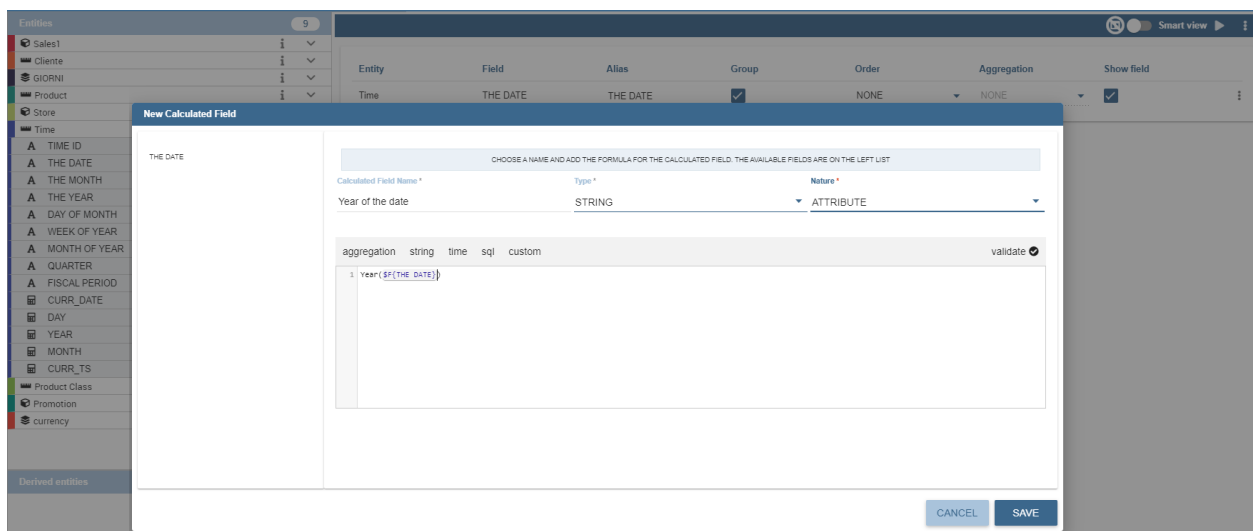 Entities 9
Smart view
Sales1 i
Cliente i
GIORNI i
Product i
Store
Time
A TIME ID
A THE DATE
A THE MONTH
A THE YEAR
A DAY OF MONTH
A WEEK OF YEAR
A MONTH OF YEAR
A QUARTER
A FISCAL PERIOD
CURR_DATE
DAY
YEAR
MONTH
CURR_TS
Product Class
Promotion
currency
Derived entities
Entity Field Alias Group Order Aggregation Show field
Time THE DATE THE DATE NONE NONE
New Calculated Field
THE DATE
CHOOSE A NAME AND ADD THE FORMULA FOR THE CALCULATED FIELD. THE AVAILABLE FIELDS ARE ON THE LEFT LIST
Calculated Field Name * Type * Nature *
Year of the date STRING ATTRIBUTE
aggregation string time sql custom validate
1 Year($F{THE DATE})
CANCEL SAVE